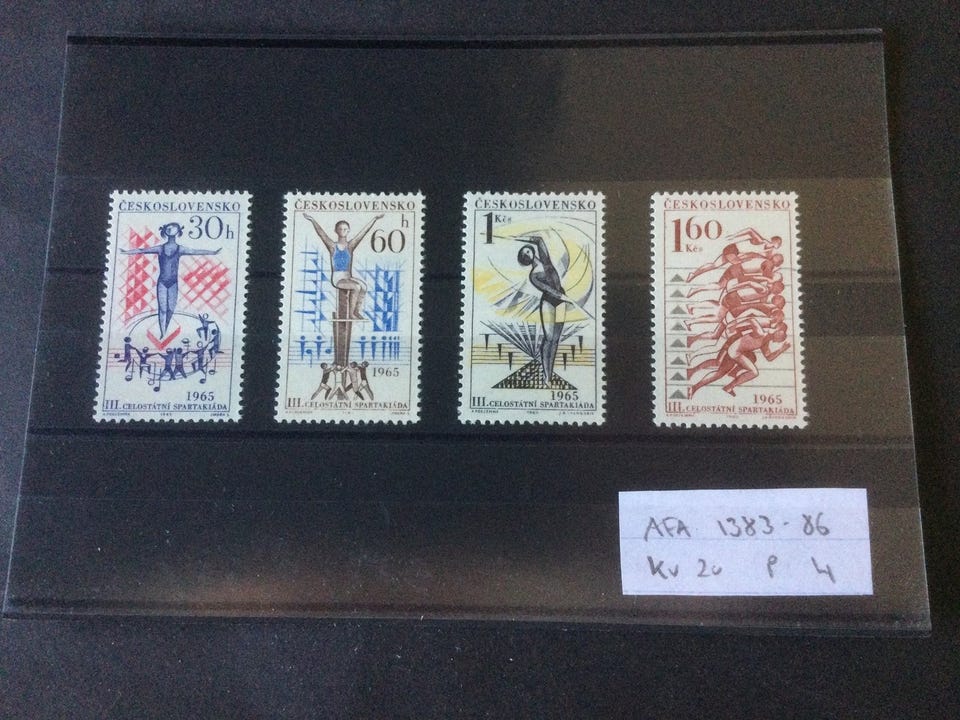 ČESKOSLOVENSKO
30h
1965
III. CELOSTÁTNÍ SPARTAKIÁDA
ČESKOSLOVENSKO
60 h
1965
III. CELOSTÁTNÍ SPARTAKIÁDA
ČESKOSLOVENSKO
1 Kčs
1965
III. CELOSTÁTNÍ SPARTAKIÁDA
ČESKOSLOVENSKO
1.60 Kčs
1965
III. CELOSTÁTNÍ SPARTAKIÁDA
AFA 1383-86
KV 20 P 4